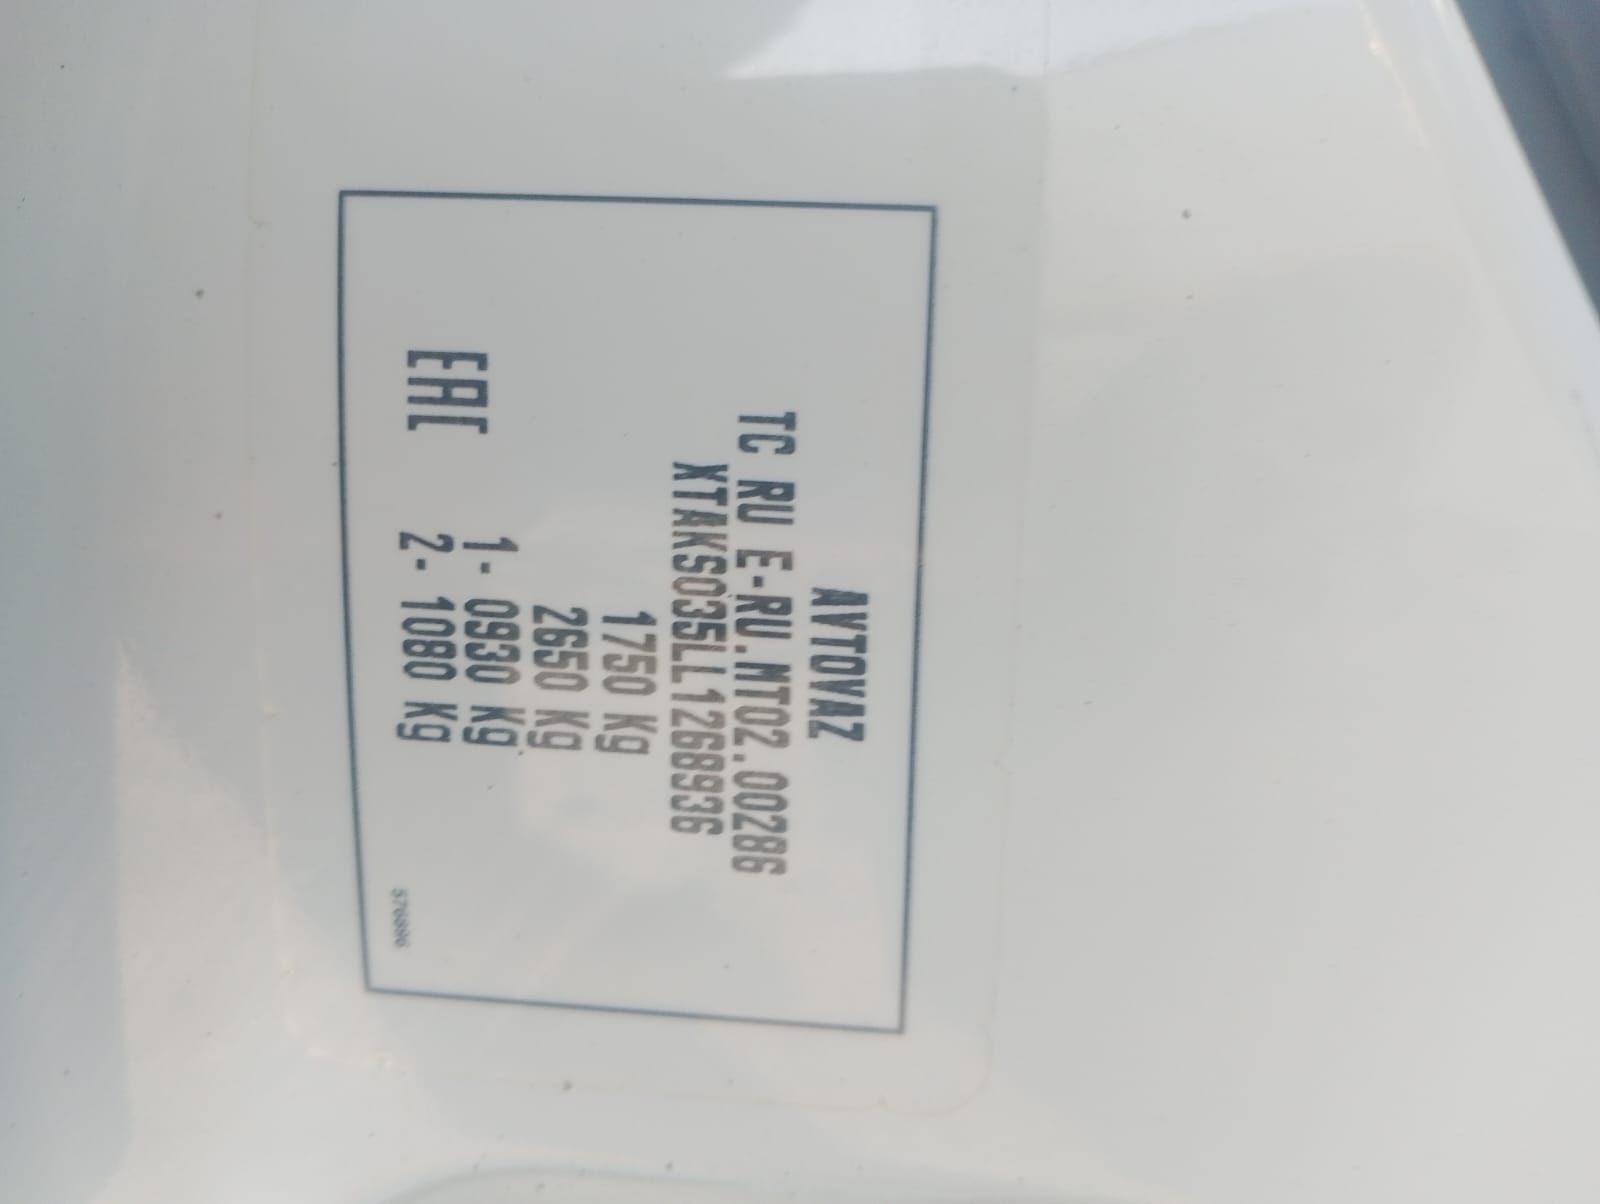 AVTOVAZ
TC RU E-RU.MT02.00286
XTAKS035LL1268936
1750 Kg
2650 Kg
1- 0930 Kg
2- 1080 Kg
EAC